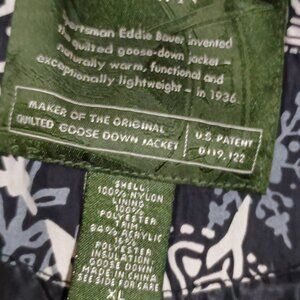 Sportsman Eddie Bauer invented
the quilted goose-down jacket –
naturally warm, functional and
exceptionally lightweight – in 1936.
MAKER OF THE ORIGINAL
QUILTED GOOSE DOWN JACKET
U.S. PATENT
D119,122
SHELL:
100% NYLON
LINING
100%
POLYESTER
TRIM
84% ACRYLIC
16%
POLYESTER
INSULATION
GOOSE DOWN
MADE IN
SEE SIDE FOR CARE
XL